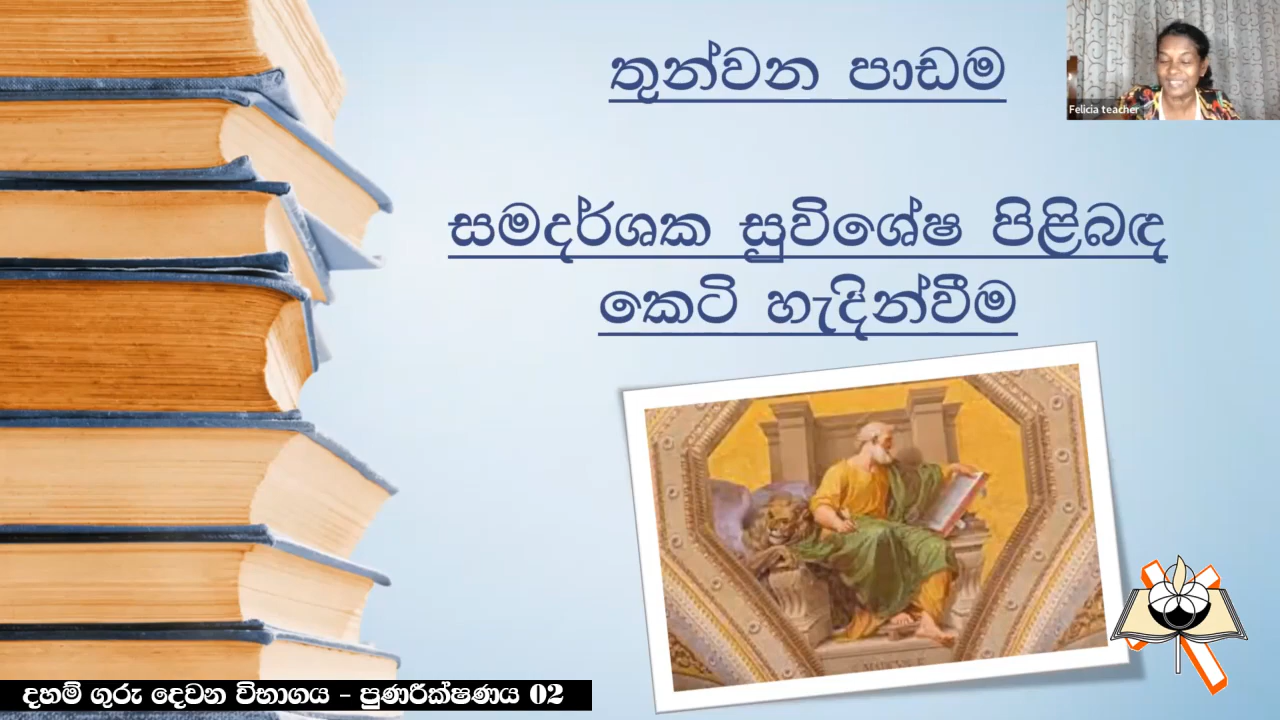 තුන්වන පාඩම
Felicia teacher
සමදර්ශක සුවිශේෂ පිළිබඳ
කෙටි හැඳින්වීම
දහම් ගුරු දෙවන විභාගය - පුණරීක්ෂණය 02